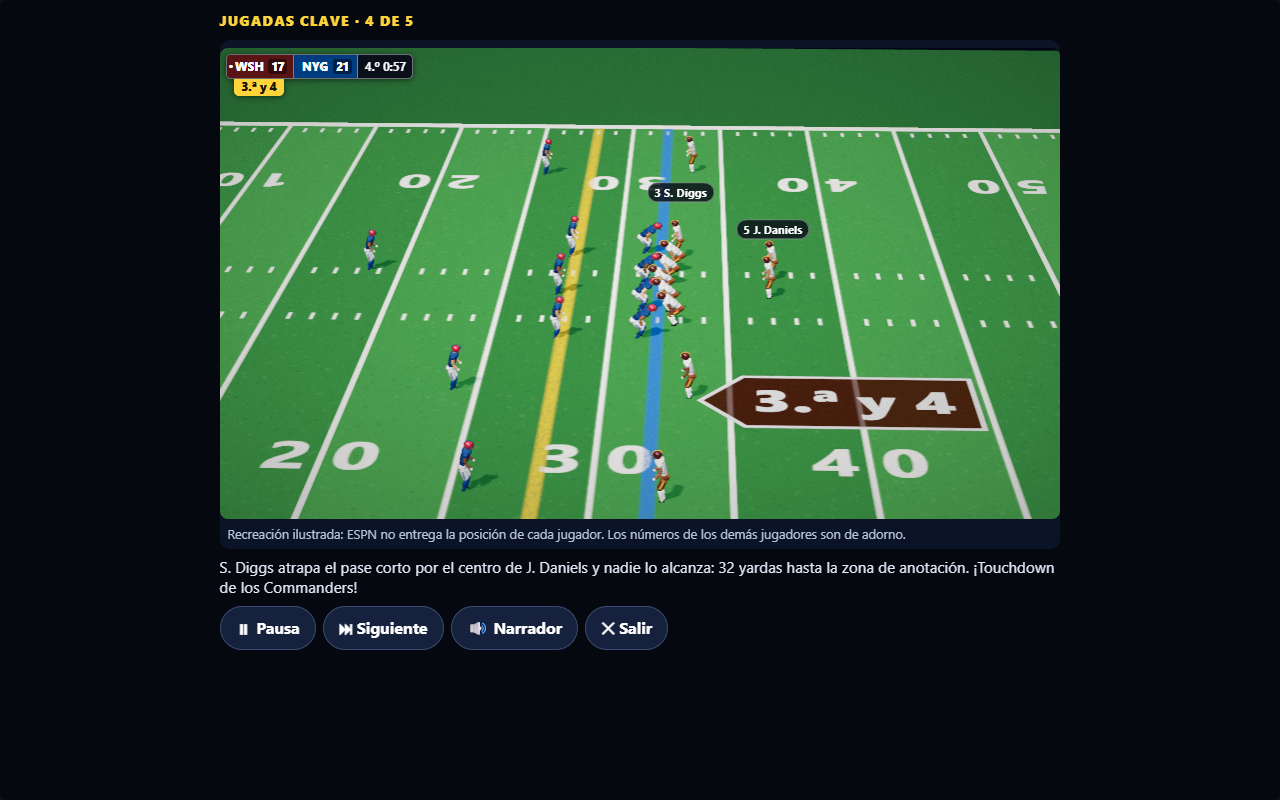 JUGADAS CLAVE · 4 DE 5
WSH 17 NYG 21 4.º 0:57
3.ª y 4
10 20 30 40 50
3 S. Diggs
5 J. Daniels
3.ª y 4
20 30 40
Recreación ilustrada: ESPN no entrega la posición de cada jugador. Los números de los demás jugadores son de adorno.
S. Diggs atrapa el pase corto por el centro de J. Daniels y nadie lo alcanza: 32 yardas hasta la zona de anotación. ¡Touchdown
de los Commanders!
Pausa
Siguiente
Narrador
Salir